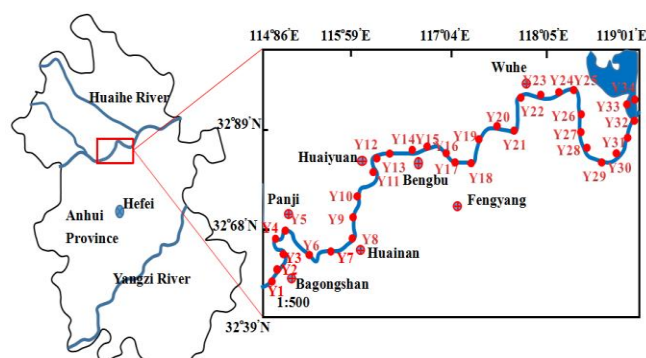 114°86'E 115°59'E 117°04'E 118°05'E 119°01'E
Wuhe
Y23 Y24 Y25
Y34
Huaihe River
Y33
Y22
32°89'N
Y20
Y32
Y12
Y14 Y15
Y19
Y26
Y21
Y27
Y31
Huaiyuan
Y16
Y13
Y28
Y11
Bengbu
Y17
Y18
Y29
Y30
Y10
Hefei
Panji
Fengyang
Y9
Anhui
Province
32°68'N
Y4
Y5
Y8
Y6
Y7
Huainan
Y3
Y2
Yangzi River
Y1
Bagongshan
1:500
32°39'N